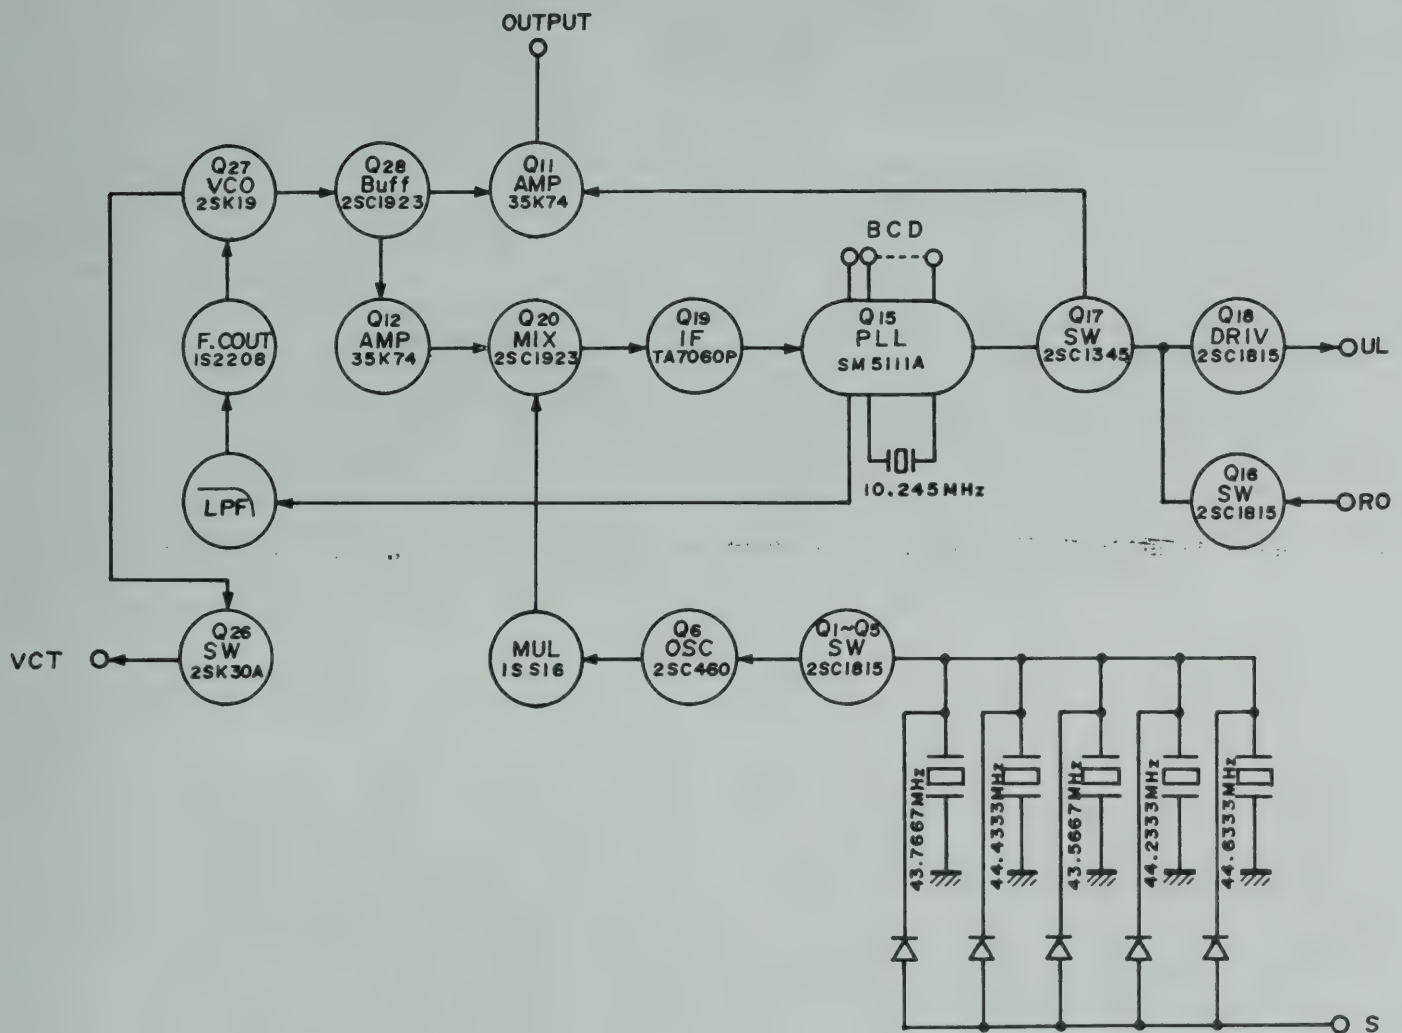 OUTPUT
Q27
VCO
2SK19
Q28
Buff
2SC1923
Q11
AMP
35K74
BCD
F.COUT
1S2208
Q12
AMP
35K74
Q20
MIX
2SC1923
Q19
IF
TA7060P
Q15
PLL
SM5111A
Q17
SW
2SC1345
Q18
DRIV
2SC1815
UL
LPF
10.245MHz
Q16
SW
2SC1815
RO
VCT
Q26
SW
2SK30A
MUL
1SS16
Q6
OSC
2SC460
Q1~Q5
SW
2SC1815
43.7667MHz
44.4333MHz
43.5667MHz
44.2333MHz
44.6333MHz
S